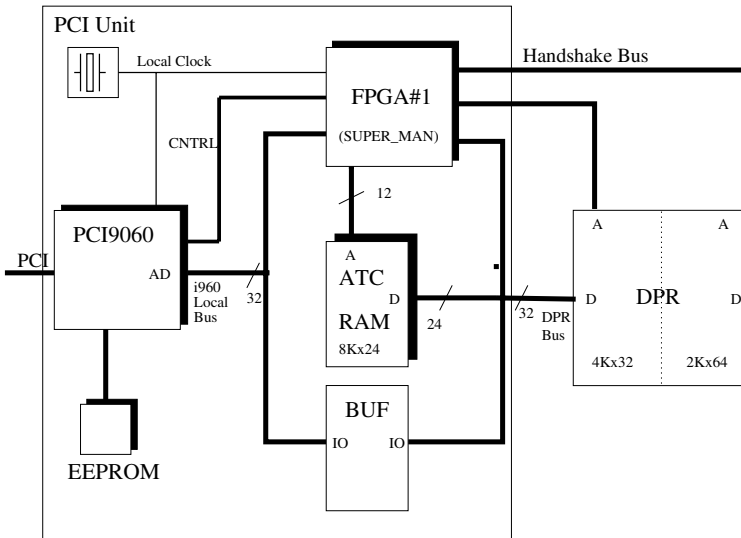 PCI Unit
Local Clock
Handshake Bus
FPGA#1
(SUPER_MAN)
CNTRL
12
PCI9060
PCI
AD
i960
Local
Bus
32
A
ATC
D
RAM
8Kx24
24
32
DPR
Bus
A
A
D
DPR
D
4Kx32
2Kx64
BUF
IO
IO
EEPROM